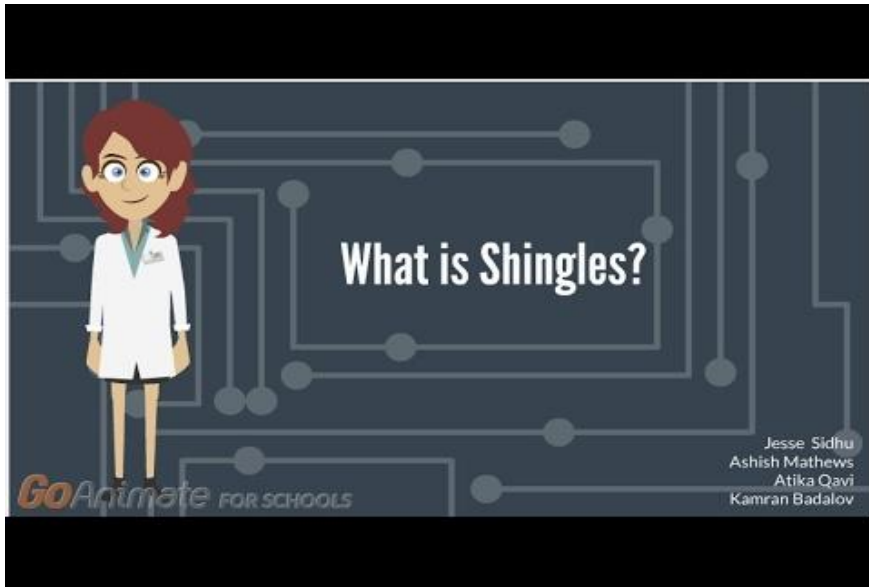 What is Shingles?
Jesse Sidhu
Ashish Mathews
Atika Qavi
Kamran Badalov
GoAnimate FOR SCHOOLS